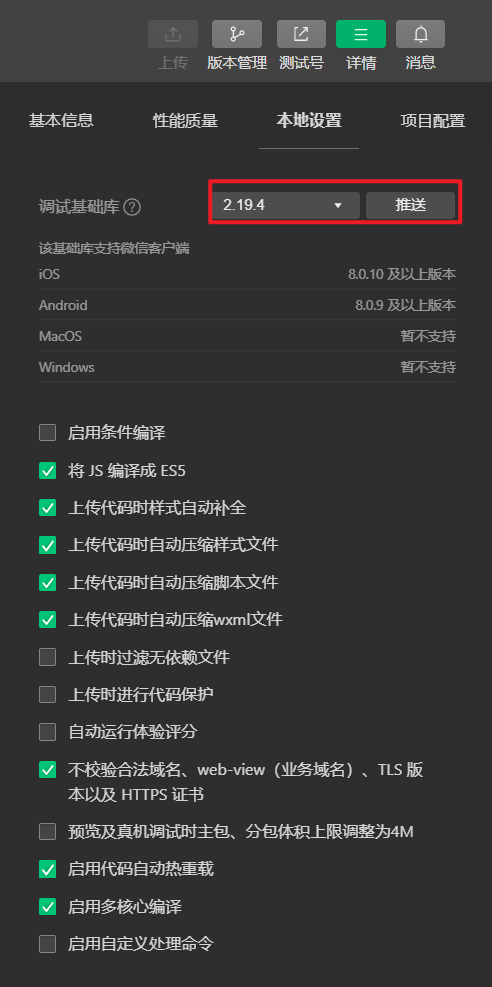 上传 版本管理 测试号 详情 消息
基本信息 性能质量 本地设置 项目配置
调试基础库 ? 2.19.4 推送
该基础库支持微信客户端
iOS 8.0.10 及以上版本
Android 8.0.9 及以上版本
MacOS 暂不支持
Windows 暂不支持
启用条件编译
将 JS 编译成 ES5
上传代码时样式自动补全
上传代码时自动压缩样式文件
上传代码时自动压缩脚本文件
上传代码时自动压缩wxml文件
上传时过滤无依赖文件
上传时进行代码保护
自动运行体验评分
不校验合法域名、web-view（业务域名）、TLS 版
本以及 HTTPS 证书
预览及真机调试时主包、分包体积上限调整为4M
启用代码自动热重载
启用多核心编译
启用自定义处理命令